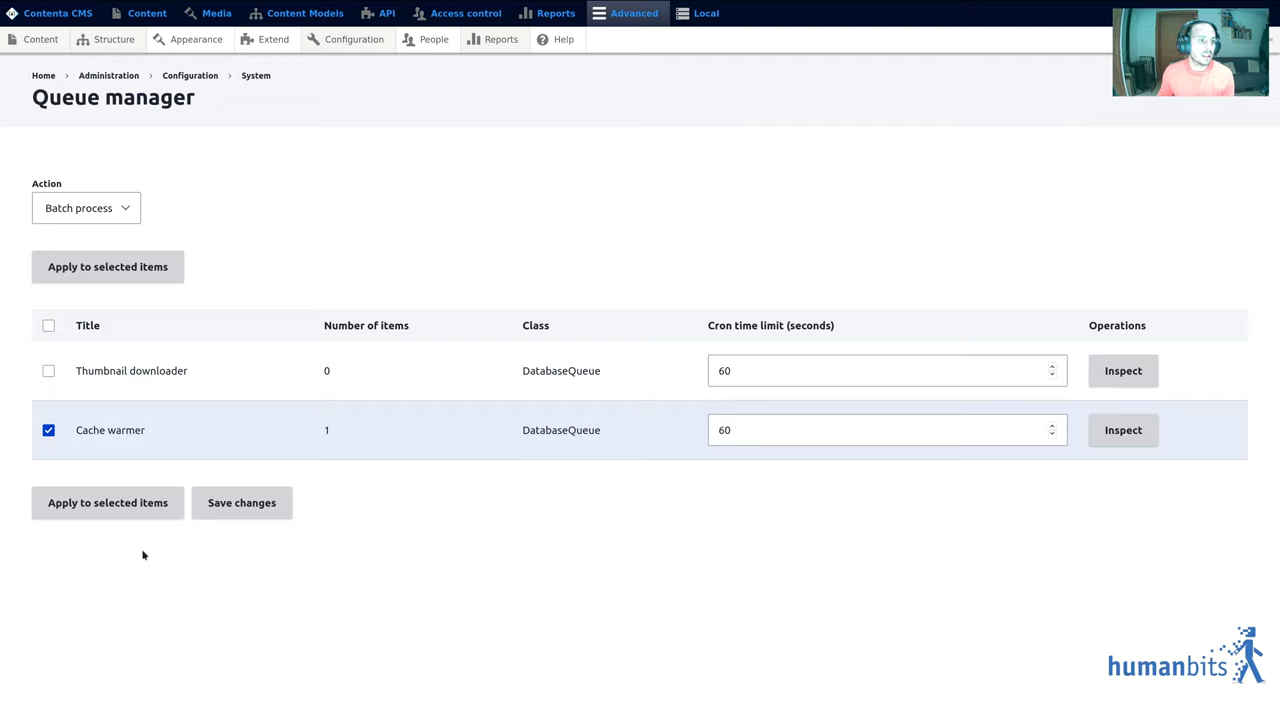 Contenta CMS Content Media Content Models API Access control Reports Advanced Local
Content Structure Appearance Extend Configuration People Reports Help
Home › Administration › Configuration › System
Queue manager
Action
Batch process
Apply to selected items
Title Number of items Class Cron time limit (seconds) Operations
Thumbnail downloader 0 DatabaseQueue 60 Inspect
Cache warmer 1 DatabaseQueue 60 Inspect
Apply to selected items Save changes
humanbits